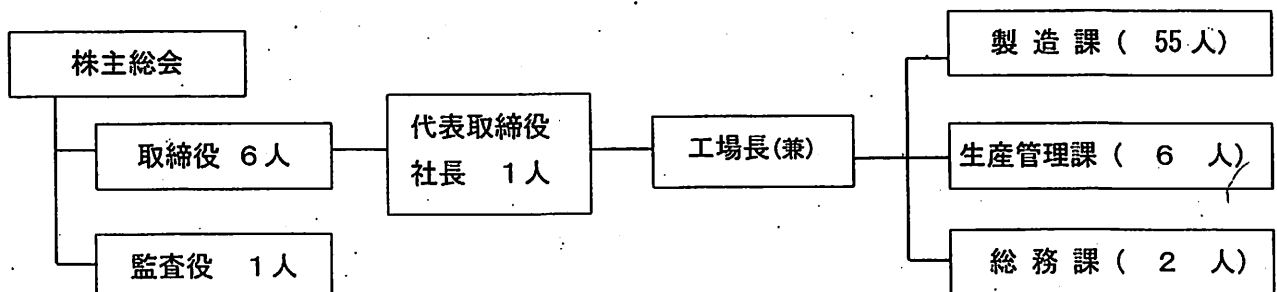 株主総会
取締役 6人
監査役 1人
代表取締役
社長 1人
工場長(兼)
製造課( 55人)
生産管理課( 6 人)
総務課( 2 人)